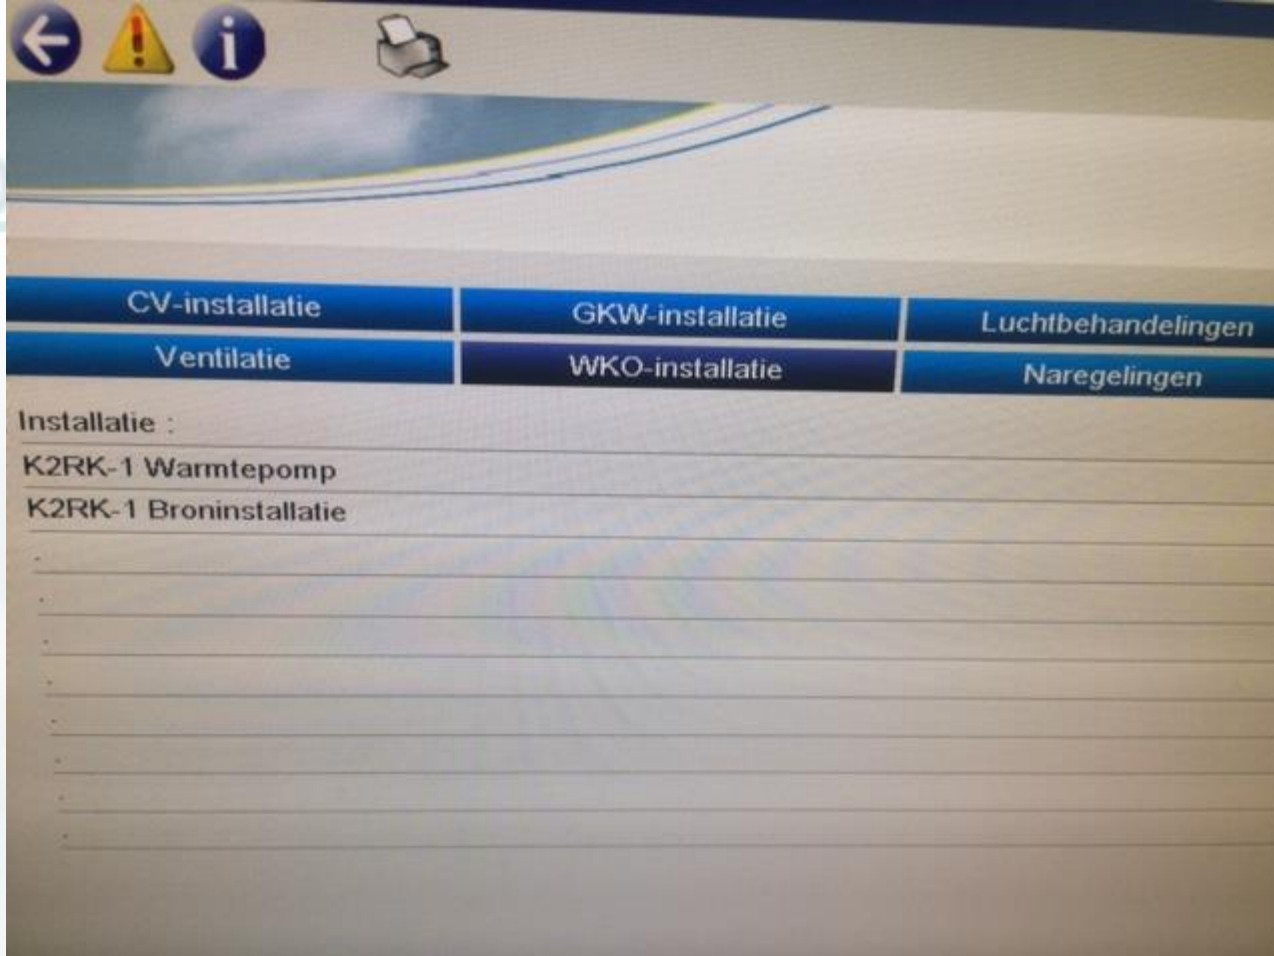 CV-installatie GKW-installatie Luchtbehandelingen
Ventilatie WKO-installatie Naregelingen
Installatie :
K2RK-1 Warmtepomp
K2RK-1 Broninstallatie
.
.
.
.
.
.
.
.